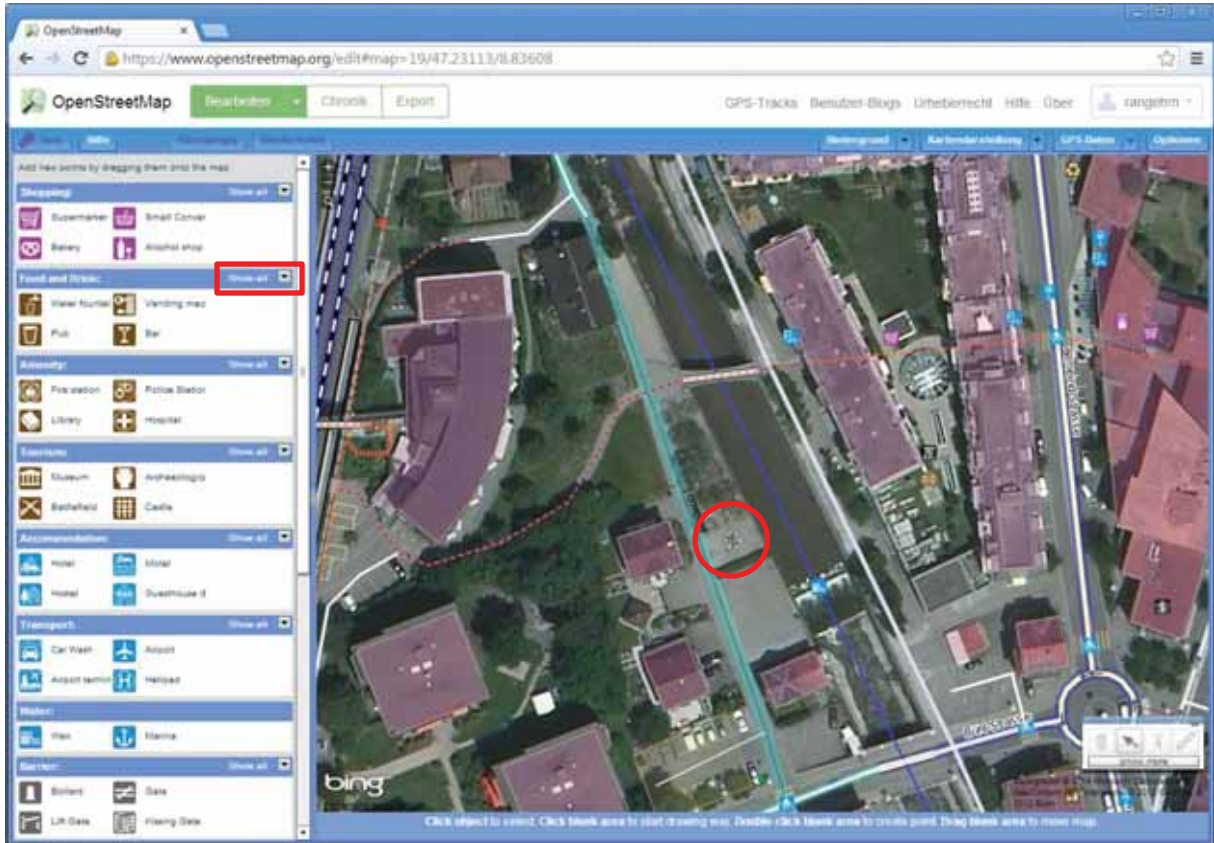 OpenStreetMap ×
https://www.openstreetmap.org/edit#map=19/47.23113/8.83608
OpenStreetMap Bearbeiten Chronik Export GPS-Tracks Benutzer-Blogs Urheberrecht Hilfe Über rangehrn
Hilfe Hintergrund Kartendarstellung GPS-Daten Optionen
Add new points by dragging them onto the map
Shopping: Show all
Supermarket Small Conver
Bakery Alcohol shop
Food and Drink: Show all
Water fountai Vending mac
Pub Bar
Amenity: Show all
Fire station Police Station
Library Hospital
Tourism: Show all
Museum Archaeologic
Battlefield Castle
Accommodation: Show all
Hotel Motel
Hostel Guesthouse d
Transport: Show all
Car Wash Airport
Airport termin Helipad
Water:
Weir Marina
Barrier: Show all
Bollard Gate
Lift Gate Kissing Gate
bing
show more
Click object to select. Click blank area to start drawing way. Double-click blank area to create point. Drag blank area to move map.